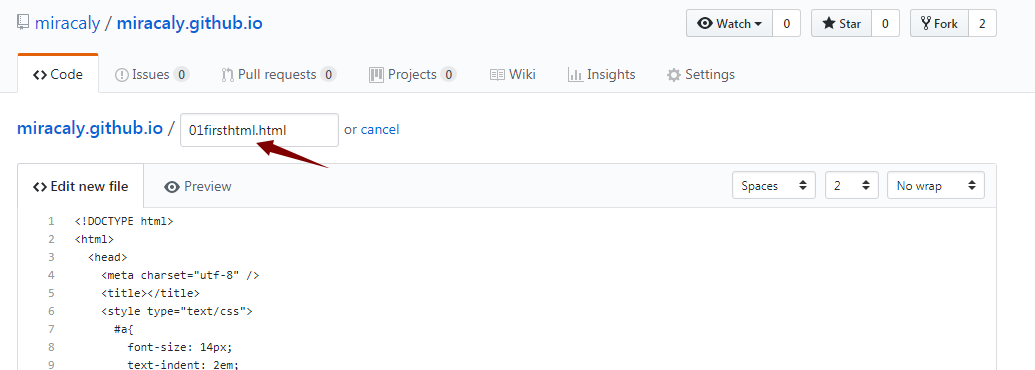 miracaly / miracaly.github.io
Watch 0 Star 0 Fork 2
Code Issues 0 Pull requests 0 Projects 0 Wiki Insights Settings
miracaly.github.io / 01firsthtml.html or cancel
Edit new file Preview Spaces 2 No wrap
1 <!DOCTYPE html>
2 <html>
3 <head>
4 <meta charset="utf-8" />
5 <title></title>
6 <style type="text/css">
7 #a{
8 font-size: 14px;
9 text-indent: 2em;